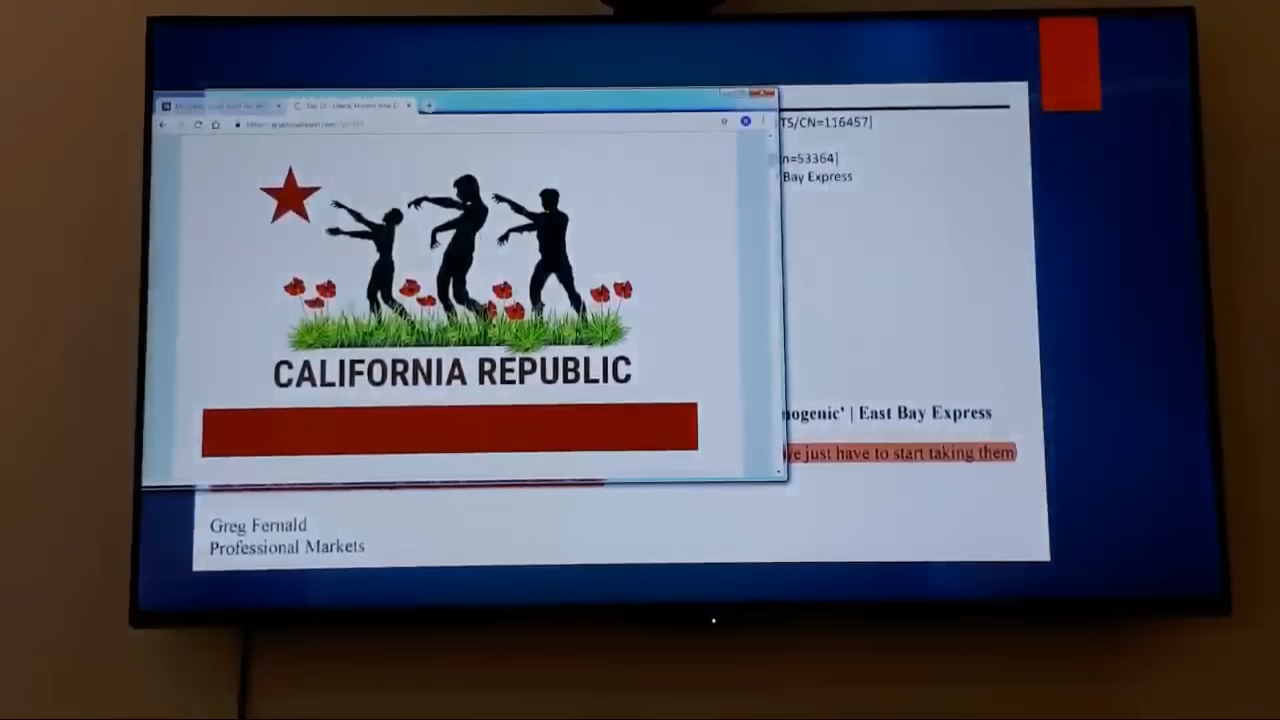 TS/CN=116457]
n=53364]
Bay Express
CALIFORNIA REPUBLIC
nogenic' | East Bay Express
we just have to start taking them
Greg Fernald
Professional Markets